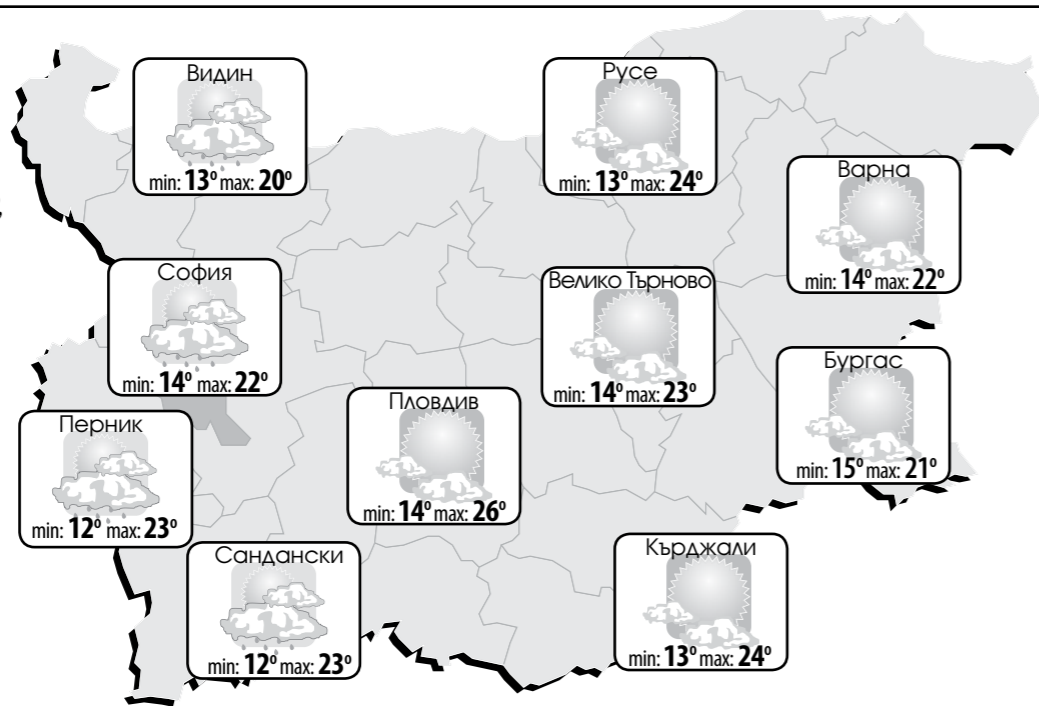 Видин
min: 13° max: 20°
Русе
min: 13° max: 24°
Варна
min: 14° max: 22°
София
min: 14° max: 22°
Велико Търново
min: 14° max: 23°
Бургас
min: 15° max: 21°
Пловдив
min: 14° max: 26°
Перник
min: 12° max: 23°
Сандански
min: 12° max: 23°
Кърджали
min: 13° max: 24°